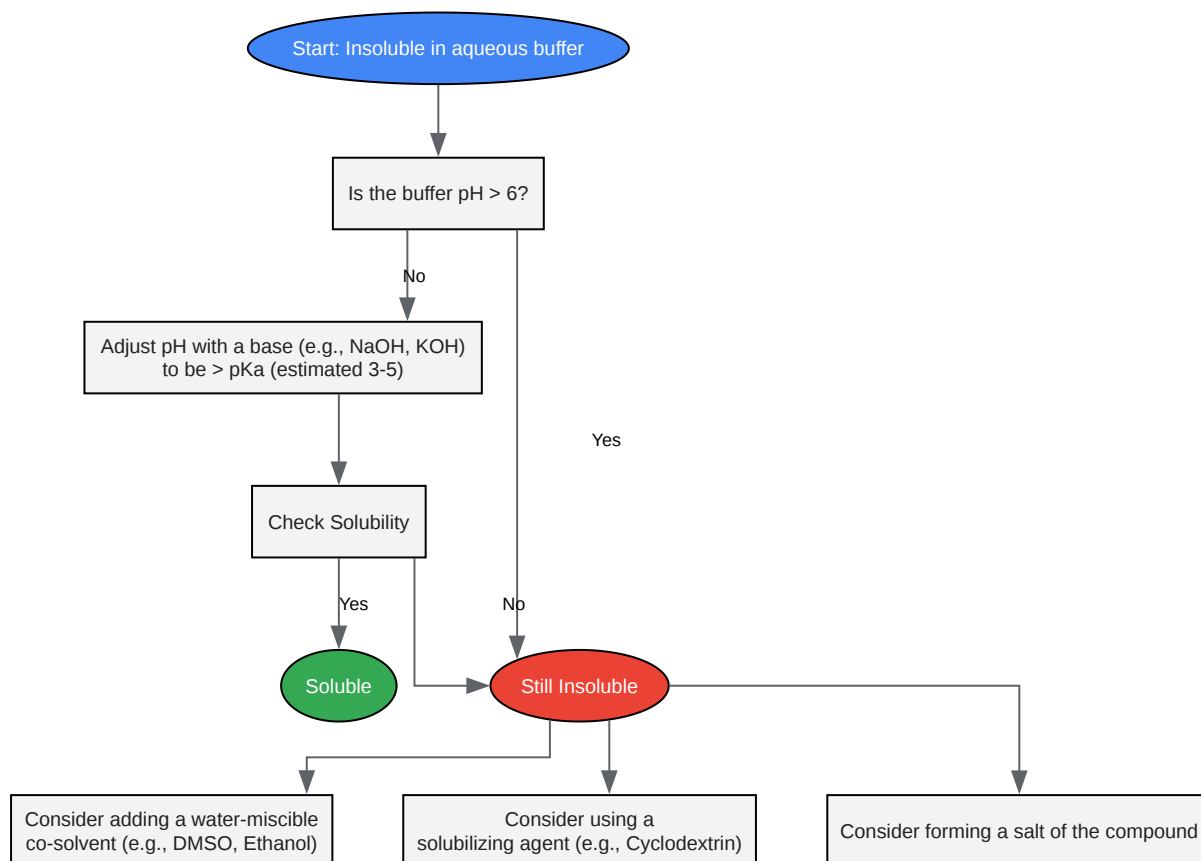 Start: Insoluble in aqueous buffer
Is the buffer pH > 6?
No
Adjust pH with a base (e.g., NaOH, KOH)
to be > pKa (estimated 3-5)
Yes
Check Solubility
Yes
No
Soluble
Still Insoluble
Consider adding a water-miscible
co-solvent (e.g., DMSO, Ethanol)
Consider using a
solubilizing agent (e.g., Cyclodextrin)
Consider forming a salt of the compound